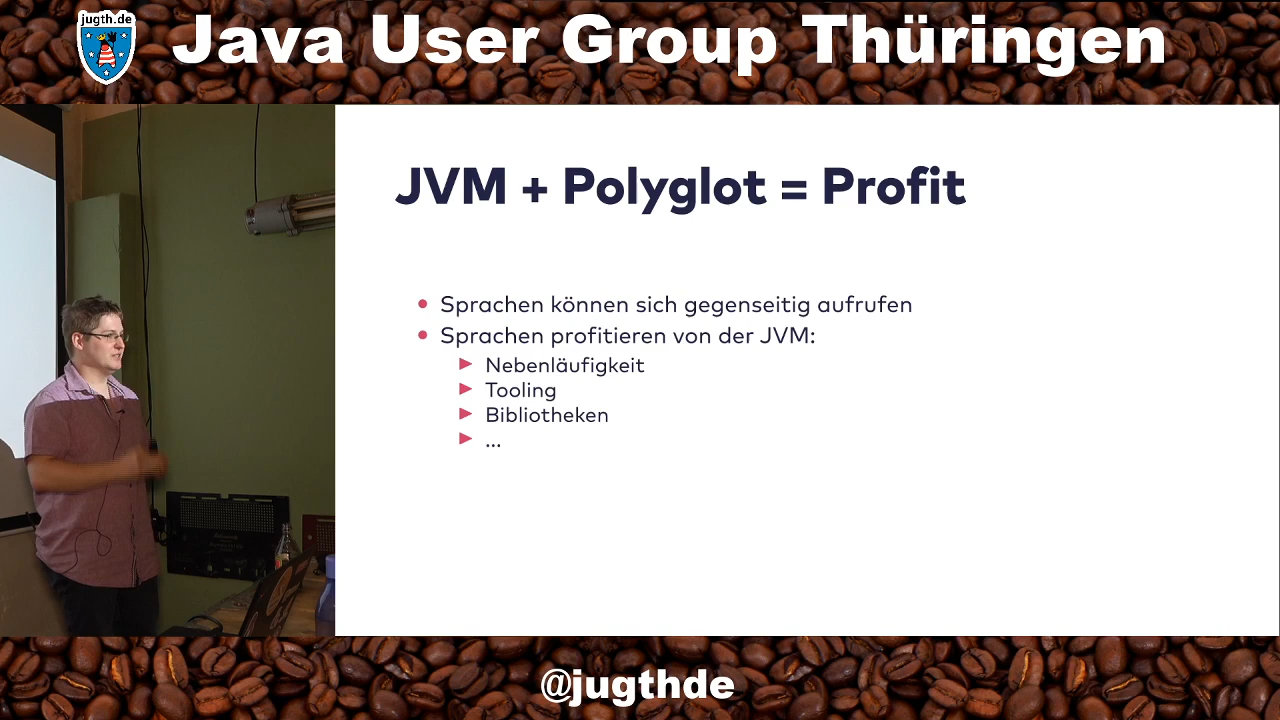 jugth.de
Java User Group Thüringen
JVM + Polyglot = Profit
Sprachen können sich gegenseitig aufrufen
Sprachen profitieren von der JVM:
Nebenläufigkeit
Tooling
Bibliotheken
...
@jugthde